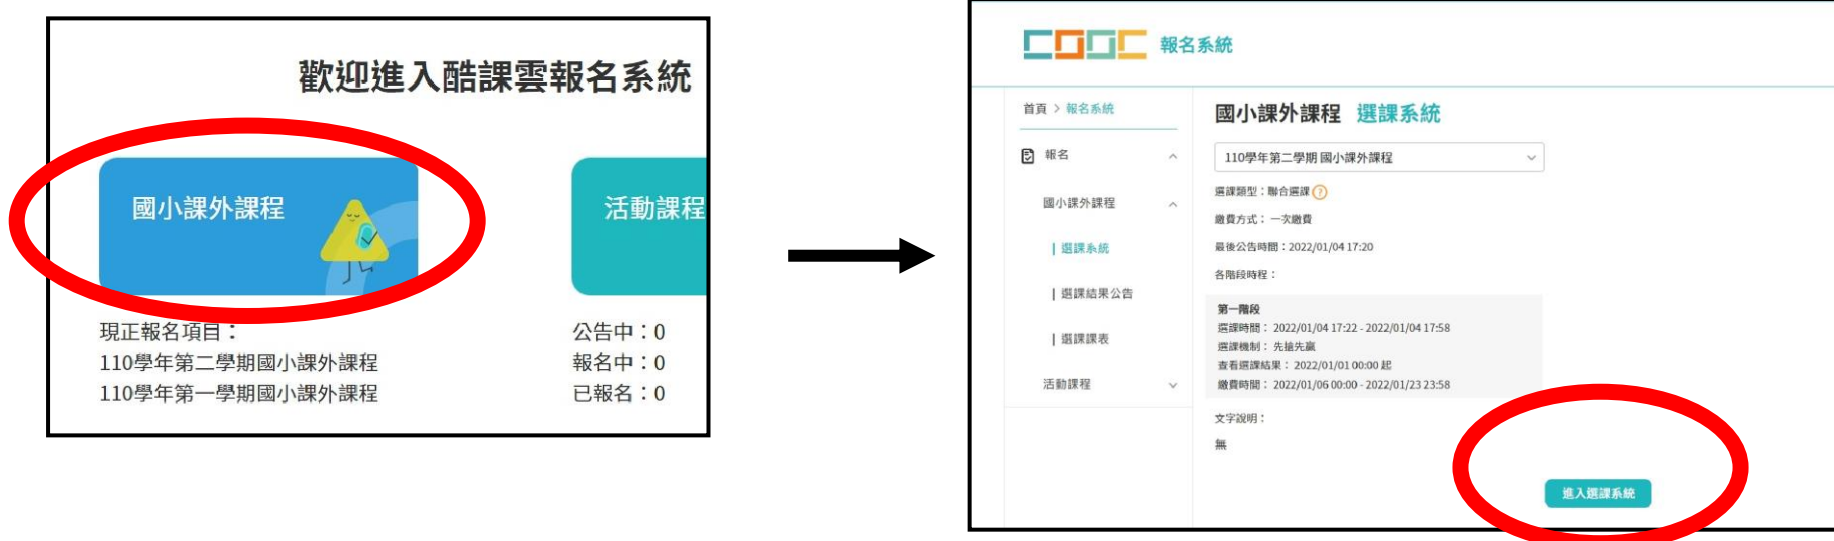 歡迎進入酷課雲報名系統
國小課外課程
活動課程
現正報名項目：
110學年第二學期國小課外課程
110學年第一學期國小課外課程
公告中：0
報名中：0
已報名：0
COOC 報名系統
首頁 > 報名系統
報名
國小課外課程
| 選課系統
| 選課結果公告
| 選課課表
活動課程
國小課外課程 選課系統
110學年第二學期 國小課外課程
選課類型：聯合選課 ?
繳費方式： 一次繳費
最後公告時間：2022/01/04 17:20
各階段時程：
第一階段
選課時間： 2022/01/04 17:22 - 2022/01/04 17:58
選課機制： 先搶先贏
查看選課結果： 2022/01/01 00:00 起
繳費時間： 2022/01/06 00:00 - 2022/01/23 23:58
文字說明：
無
進入選課系統